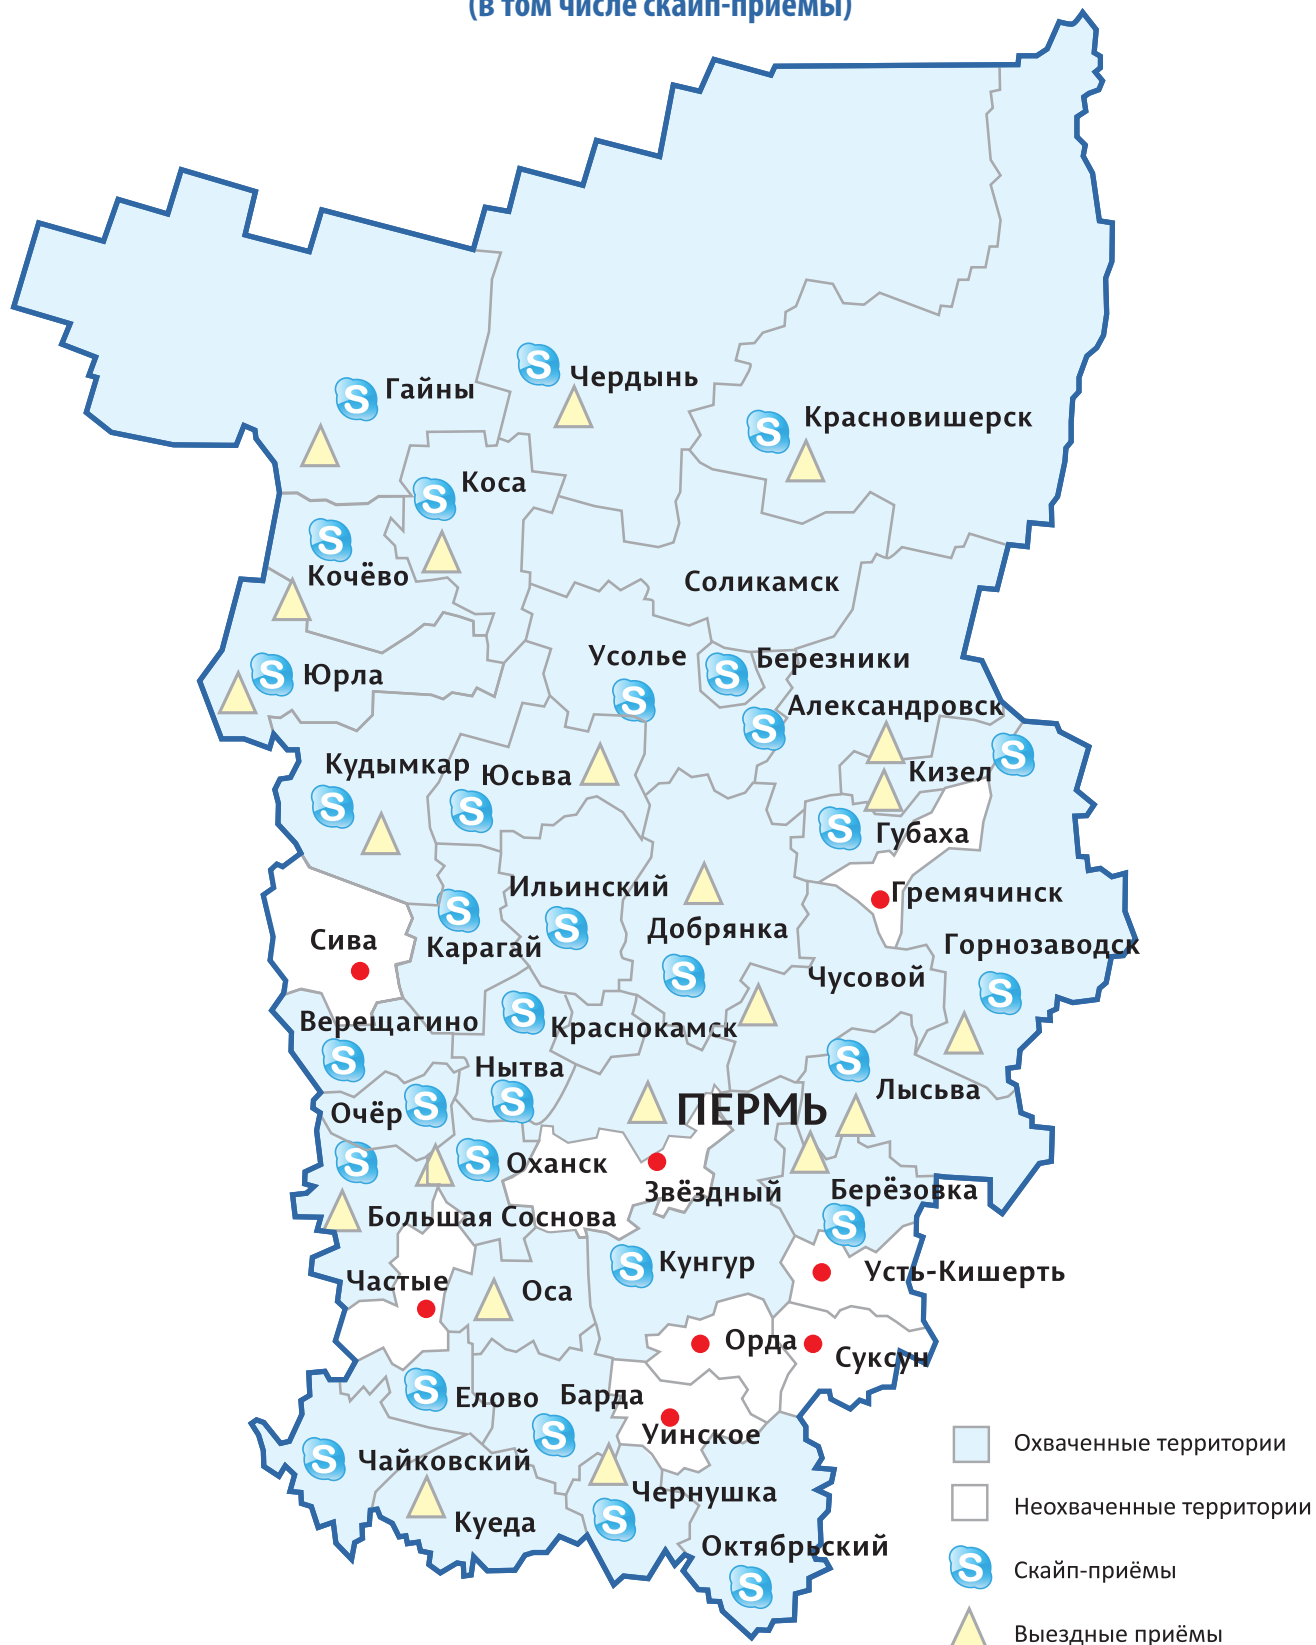 (в том числе скайп-приёмы)
Чердынь
Гайны
Красновишерск
Коса
Кочёво
Соликамск
Усолье
Березники
Юрла
Александровск
Кудымкар
Юсьва
Кизел
Губаха
Ильинский
Гремячинск
Добрянка
Сива
Карагай
Горнозаводск
Чусовой
Верещагино
Краснокамск
Нытва
Лысьва
Очёр
ПЕРМЬ
Оханск
Звёздный
Берёзовка
Большая Соснова
Кунгур
Усть-Кишерть
Частые
Оса
Орда
Суксун
Елово
Барда
Уинское
Чайковский
Чернушка
Куеда
Октябрьский
Охваченные территории
Неохваченные территории
Скайп-приёмы
Выездные приёмы